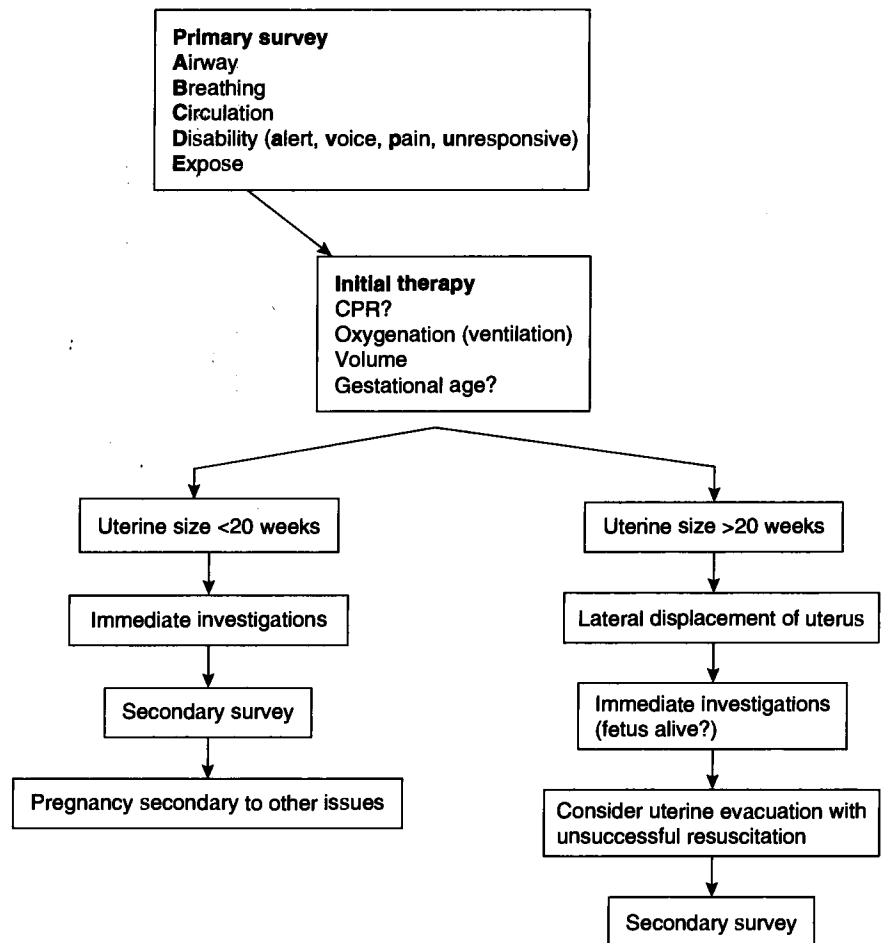 Primary survey
Airway
Breathing
Circulation
Disability (alert, voice, pain, unresponsive)
Expose
Initial therapy
CPR?
Oxygenation (ventilation)
Volume
Gestational age?
Uterine size <20 weeks
Immediate investigations
Secondary survey
Pregnancy secondary to other issues
Uterine size >20 weeks
Lateral displacement of uterus
Immediate investigations
(fetus alive?)
Consider uterine evacuation with
unsuccessful resuscitation
Secondary survey